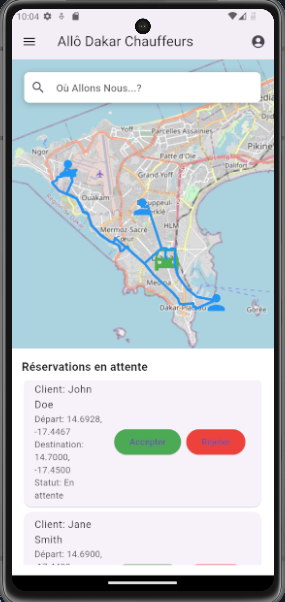 10:04
Allô Dakar Chauffeurs
Où Allons Nous...?
Yoff
Parcelles Assainies
Ngor
Patte d'Oie
Pikine
Grand Yoff
Ouakam
Mermoz-Sacré-
HLM
Medina
Dakar-Plateau
Gorée
Réservations en attente
Client: John
Doe
Départ: 14.6928,
-17.4467
Destination:
14.7000,
-17.4500
Statut: En
attente
Accepter
Rejeter
Client: Jane
Smith
Départ: 14.6900,